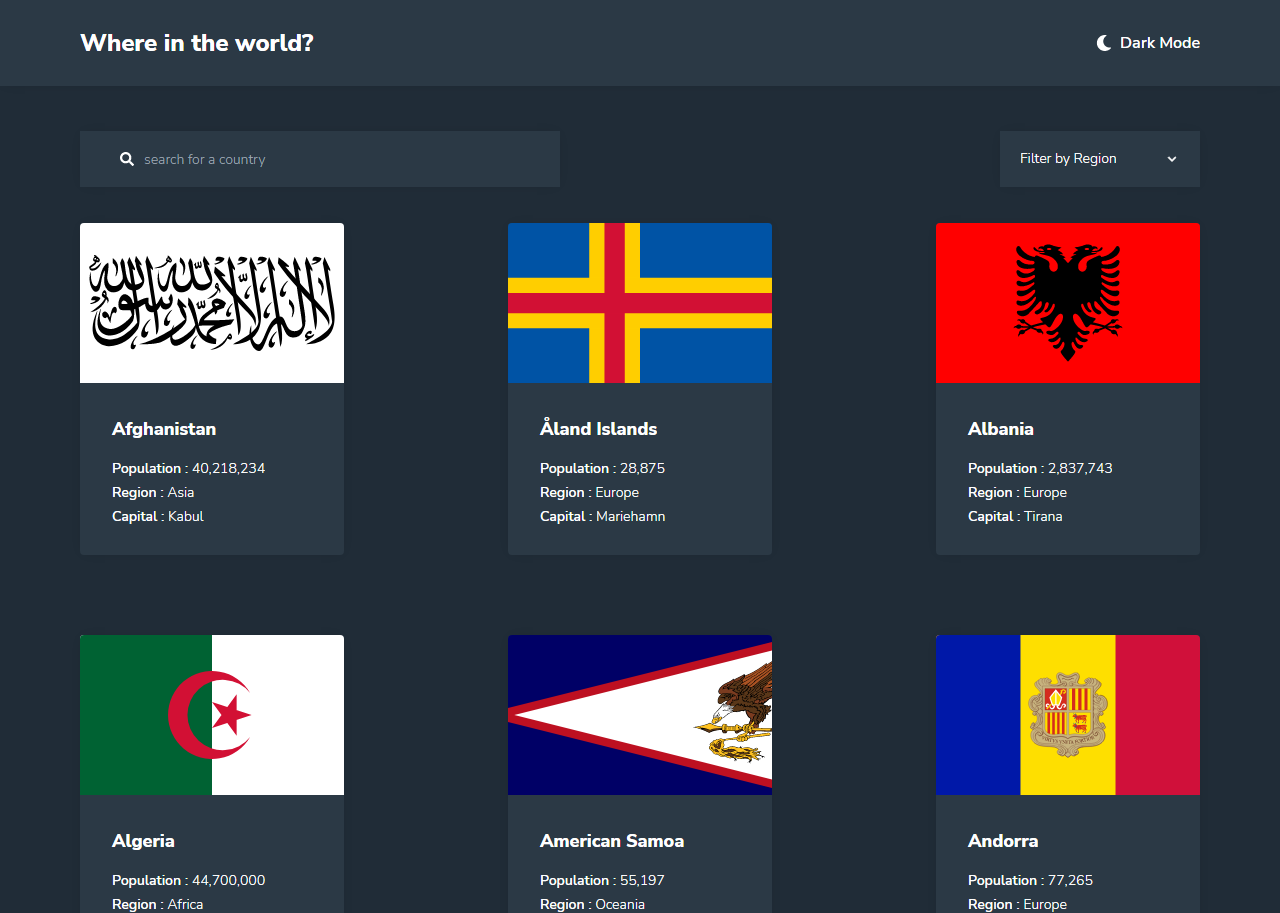 Where in the world?
Dark Mode
search for a country
Filter by Region
لا إله إلا الله محمد رسول الله
Afghanistan
Population : 40,218,234
Region : Asia
Capital : Kabul
Åland Islands
Population : 28,875
Region : Europe
Capital : Mariehamn
Albania
Population : 2,837,743
Region : Europe
Capital : Tirana
Algeria
Population : 44,700,000
Region : Africa
American Samoa
Population : 55,197
Region : Oceania
Andorra
Population : 77,265
Region : Europe